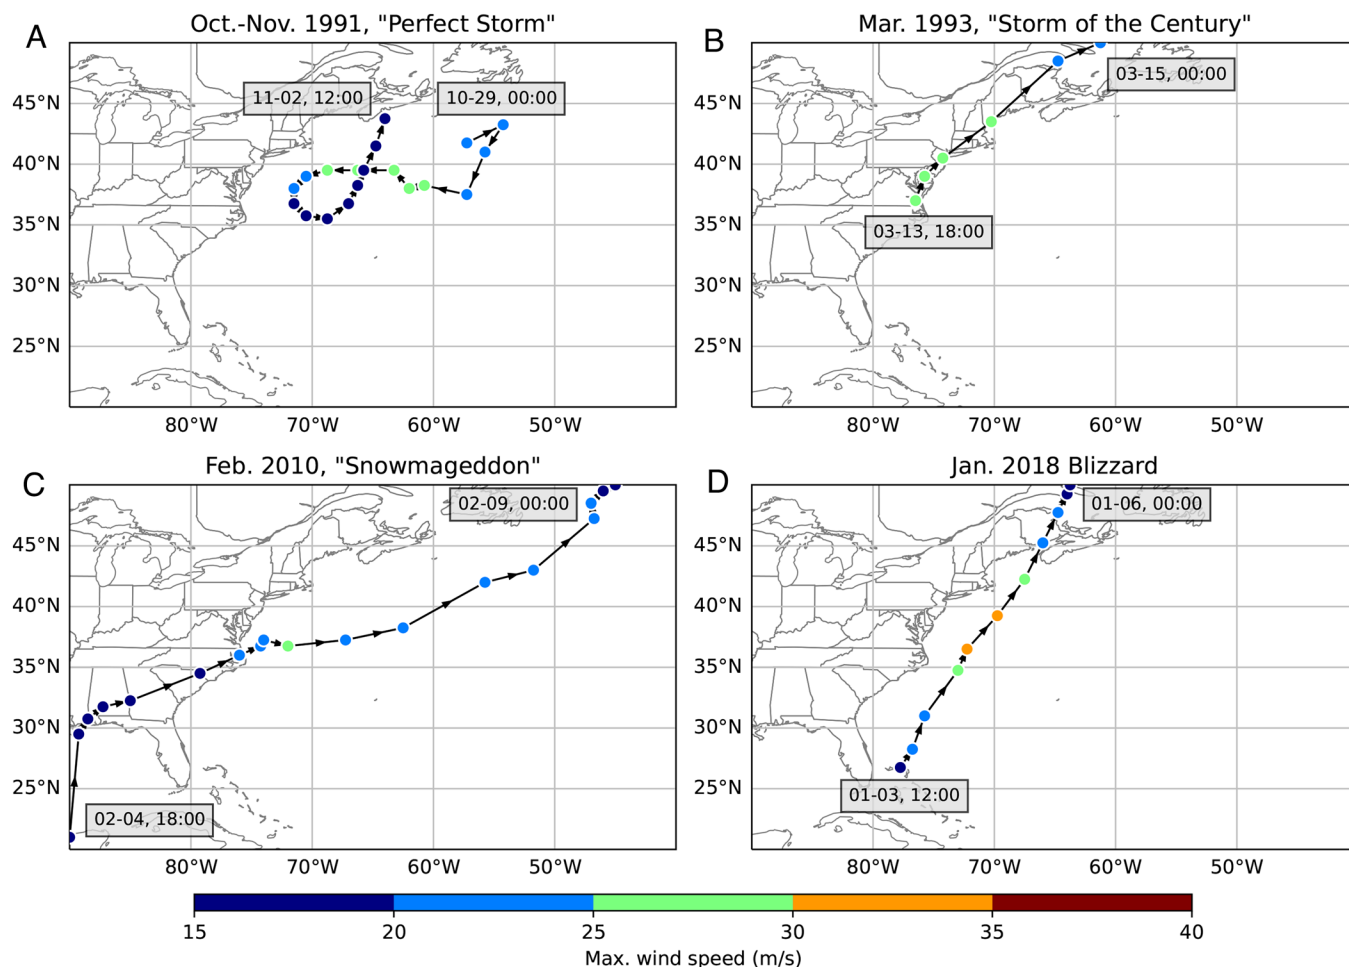 A
Oct.-Nov. 1991, "Perfect Storm"
B
Mar. 1993, "Storm of the Century"
11-02, 12:00
10-29, 00:00
45°N
40°N
35°N
30°N
25°N
80°W
70°W
60°W
50°W
03-15, 00:00
03-13, 18:00
45°N
40°N
35°N
30°N
25°N
80°W
70°W
60°W
50°W
C
Feb. 2010, "Snowmageddon"
D
Jan. 2018 Blizzard
02-09, 00:00
02-04, 18:00
45°N
40°N
35°N
30°N
25°N
80°W
70°W
60°W
50°W
01-06, 00:00
01-03, 12:00
45°N
40°N
35°N
30°N
25°N
80°W
70°W
60°W
50°W
15
20
25
30
35
40
Max. wind speed (m/s)